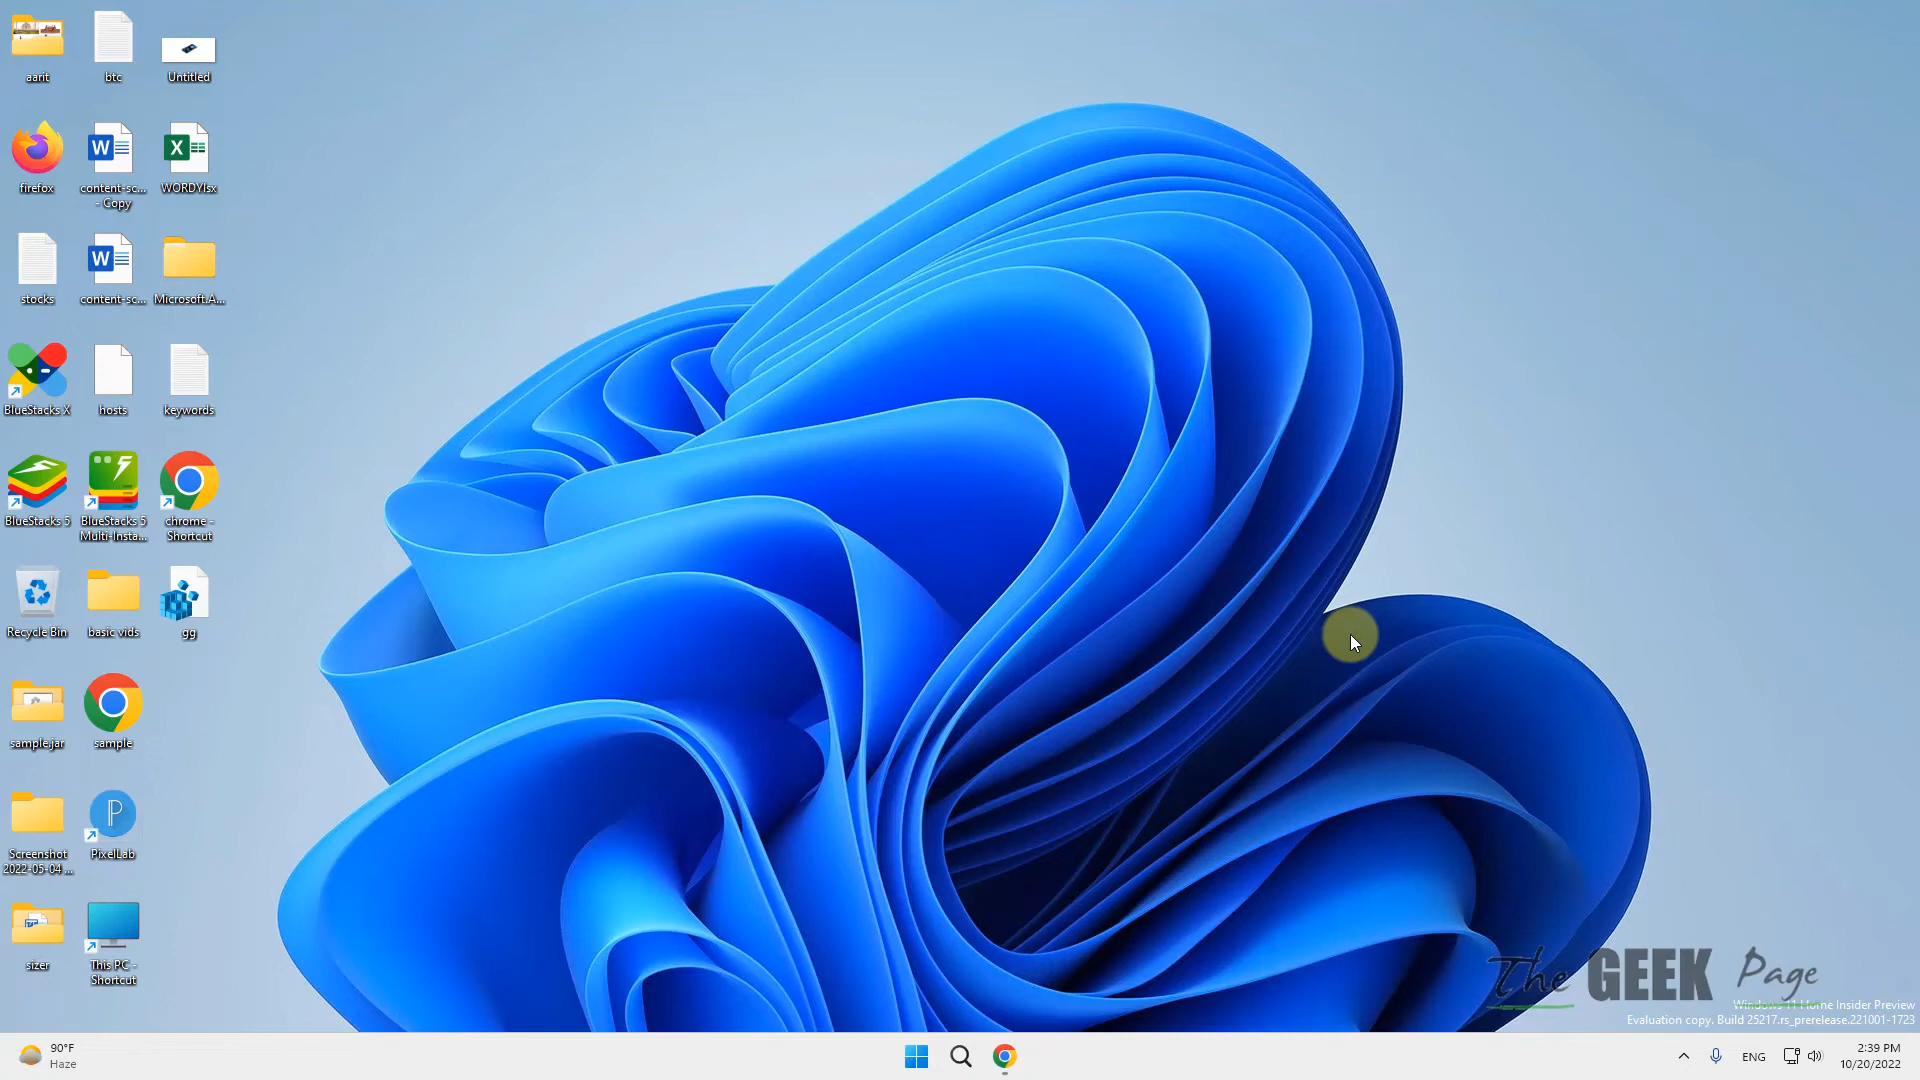 aarit
btc
Untitled
firefox
content-sc...
- Copy
WORDYlsx
stocks
content-sc...
Microsoft.A...
BlueStacks X
hosts
keywords
BlueStacks 5
BlueStacks 5
Multi-Insta...
chrome -
Shortcut
Recycle Bin
basic vids
gg
sample.jar
sample
Screenshot
2022-05-04 ...
PixelLab
sizer
This PC -
Shortcut
The GEEK Page
Windows 11 Home Insider Preview
Evaluation copy. Build 25217.rs_prerelease.221001-1723
90°F
Haze
ENG
2:39 PM
10/20/2022